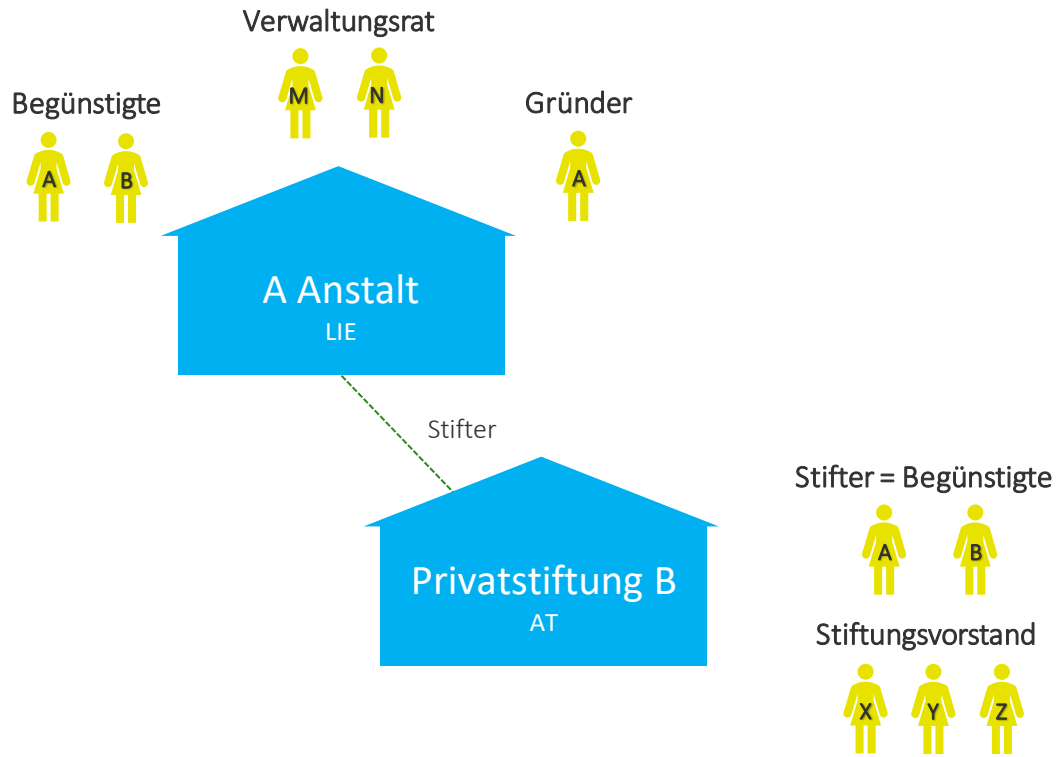 Verwaltungsrat
M N
Begünstigte
A B
Gründer
A
A Anstalt
LIE
Stifter
Stifter = Begünstigte
A B
Privatstiftung B
AT
Stiftungsvorstand
X Y Z